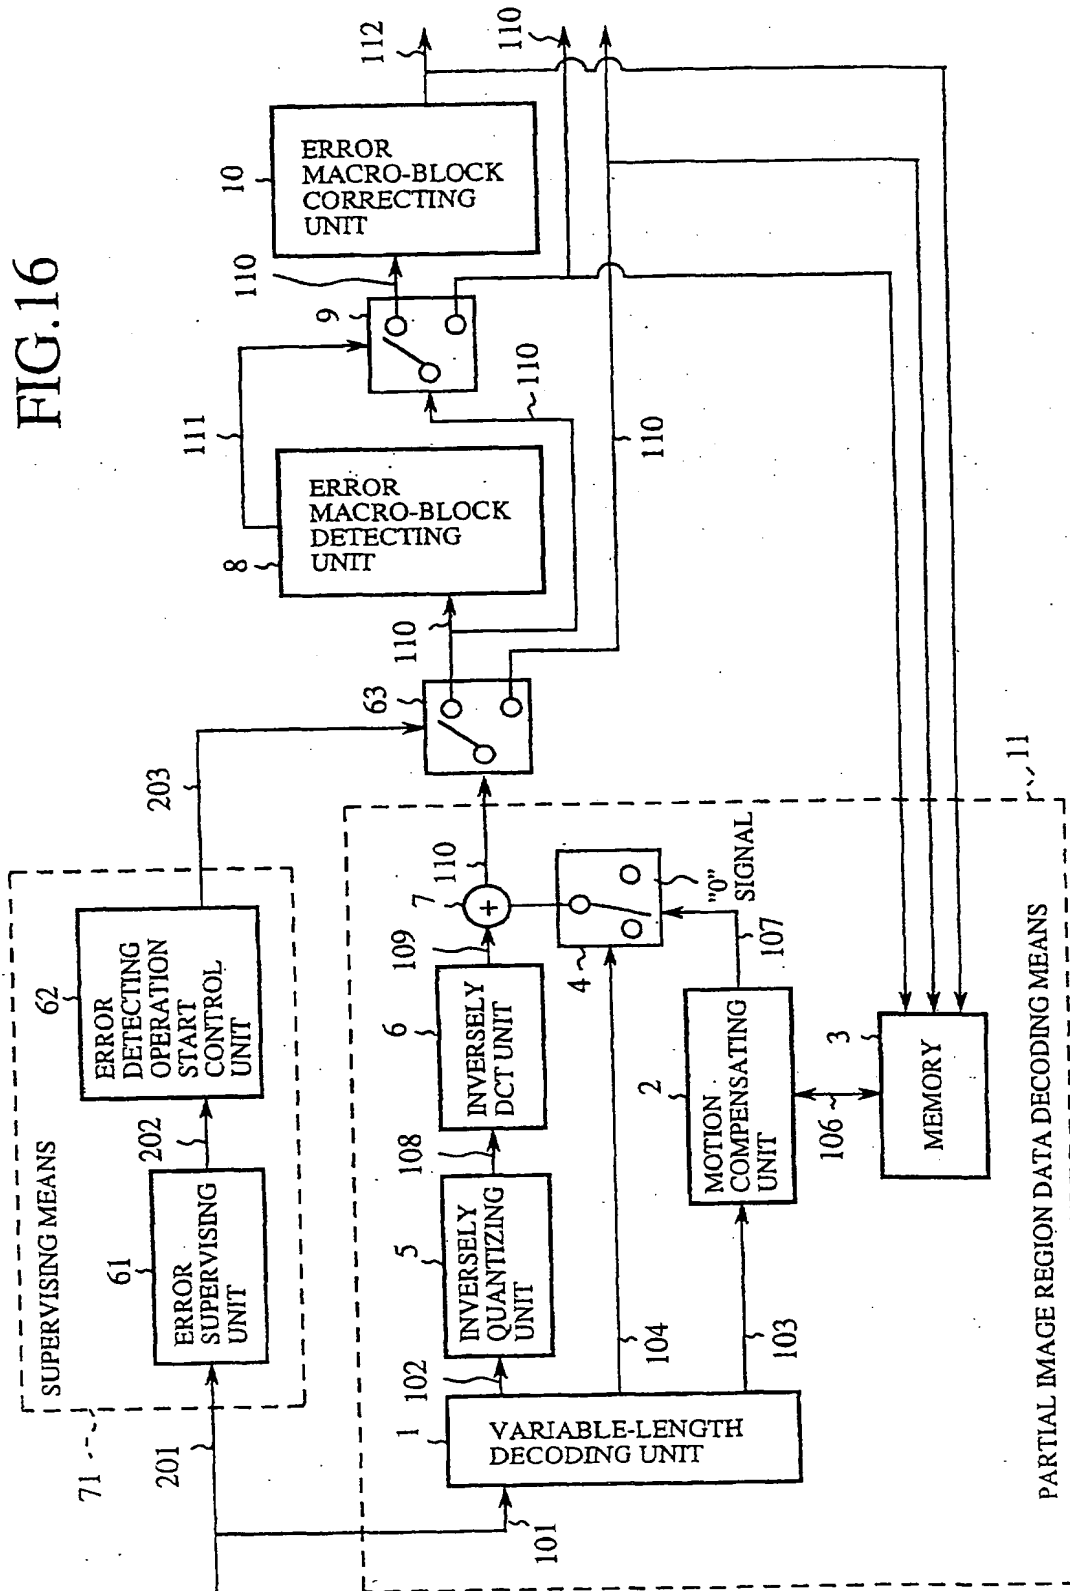 FIG.16
SUPERVISING MEANS
71
201
61
ERROR
SUPERVISING
UNIT
202
62
ERROR
DETECTING
OPERATION
START
CONTROL
UNIT
203
101
1
VARIABLE-LENGTH
DECODING UNIT
102
5
INVERSELY
QUANTIZING
UNIT
108
6
INVERSELY
DCT UNIT
109
7
+
110
104
4
"0"
SIGNAL
103
2
MOTION
COMPENSATING
UNIT
107
106
3
MEMORY
PARTIAL IMAGE REGION DATA DECODING MEANS
11
63
110
8
ERROR
MACRO-BLOCK
DETECTING
UNIT
111
110
9
110
10
ERROR
MACRO-BLOCK
CORRECTING
UNIT
112
110
110